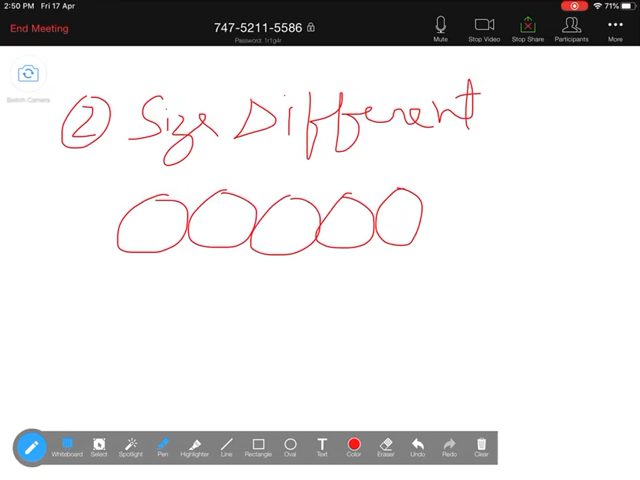 2:50 PM Fri 17 Apr
71%
End Meeting
747-5211-5586
Password: 1r1g4r
Mute
Stop Video
Stop Share
Participants
More
Switch Camera
② Size Different
Whiteboard
Select
Spotlight
Pen
Highlighter
Line
Rectangle
Oval
Text
Color
Eraser
Undo
Redo
Clear